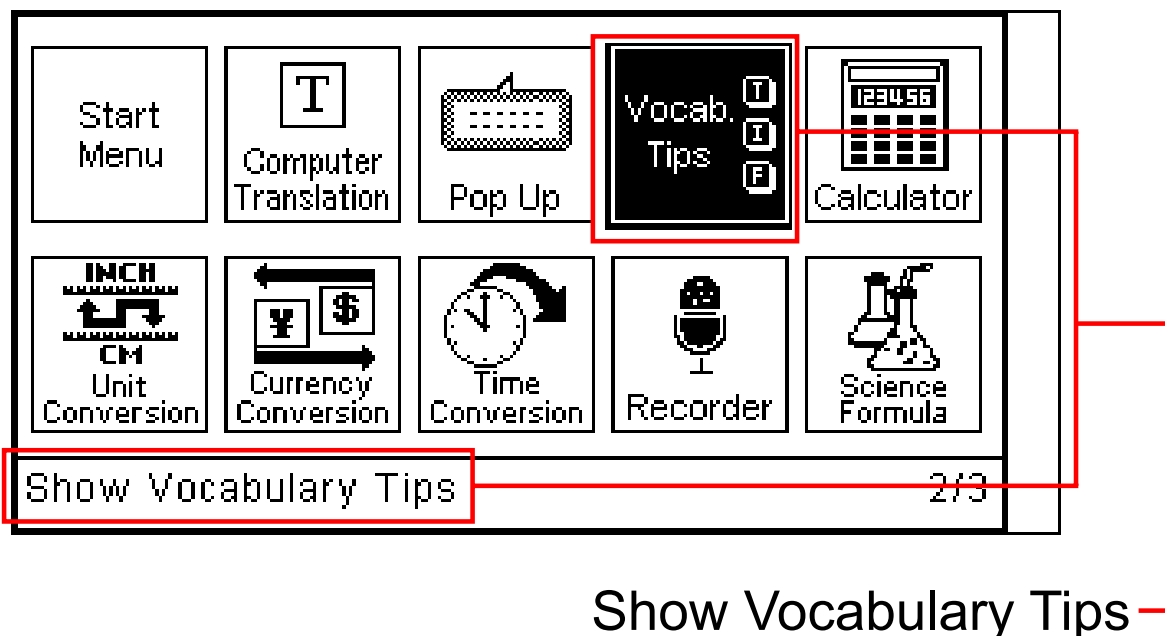 Start
Menu
T
Computer
Translation
Pop Up
Vocab.
Tips
T
I
F
123456
Calculator
INCH
CM
Unit
Conversion
¥
$
Currency
Conversion
Time
Conversion
Recorder
Science
Formula
Show Vocabulary Tips
2/3
Show Vocabulary Tips